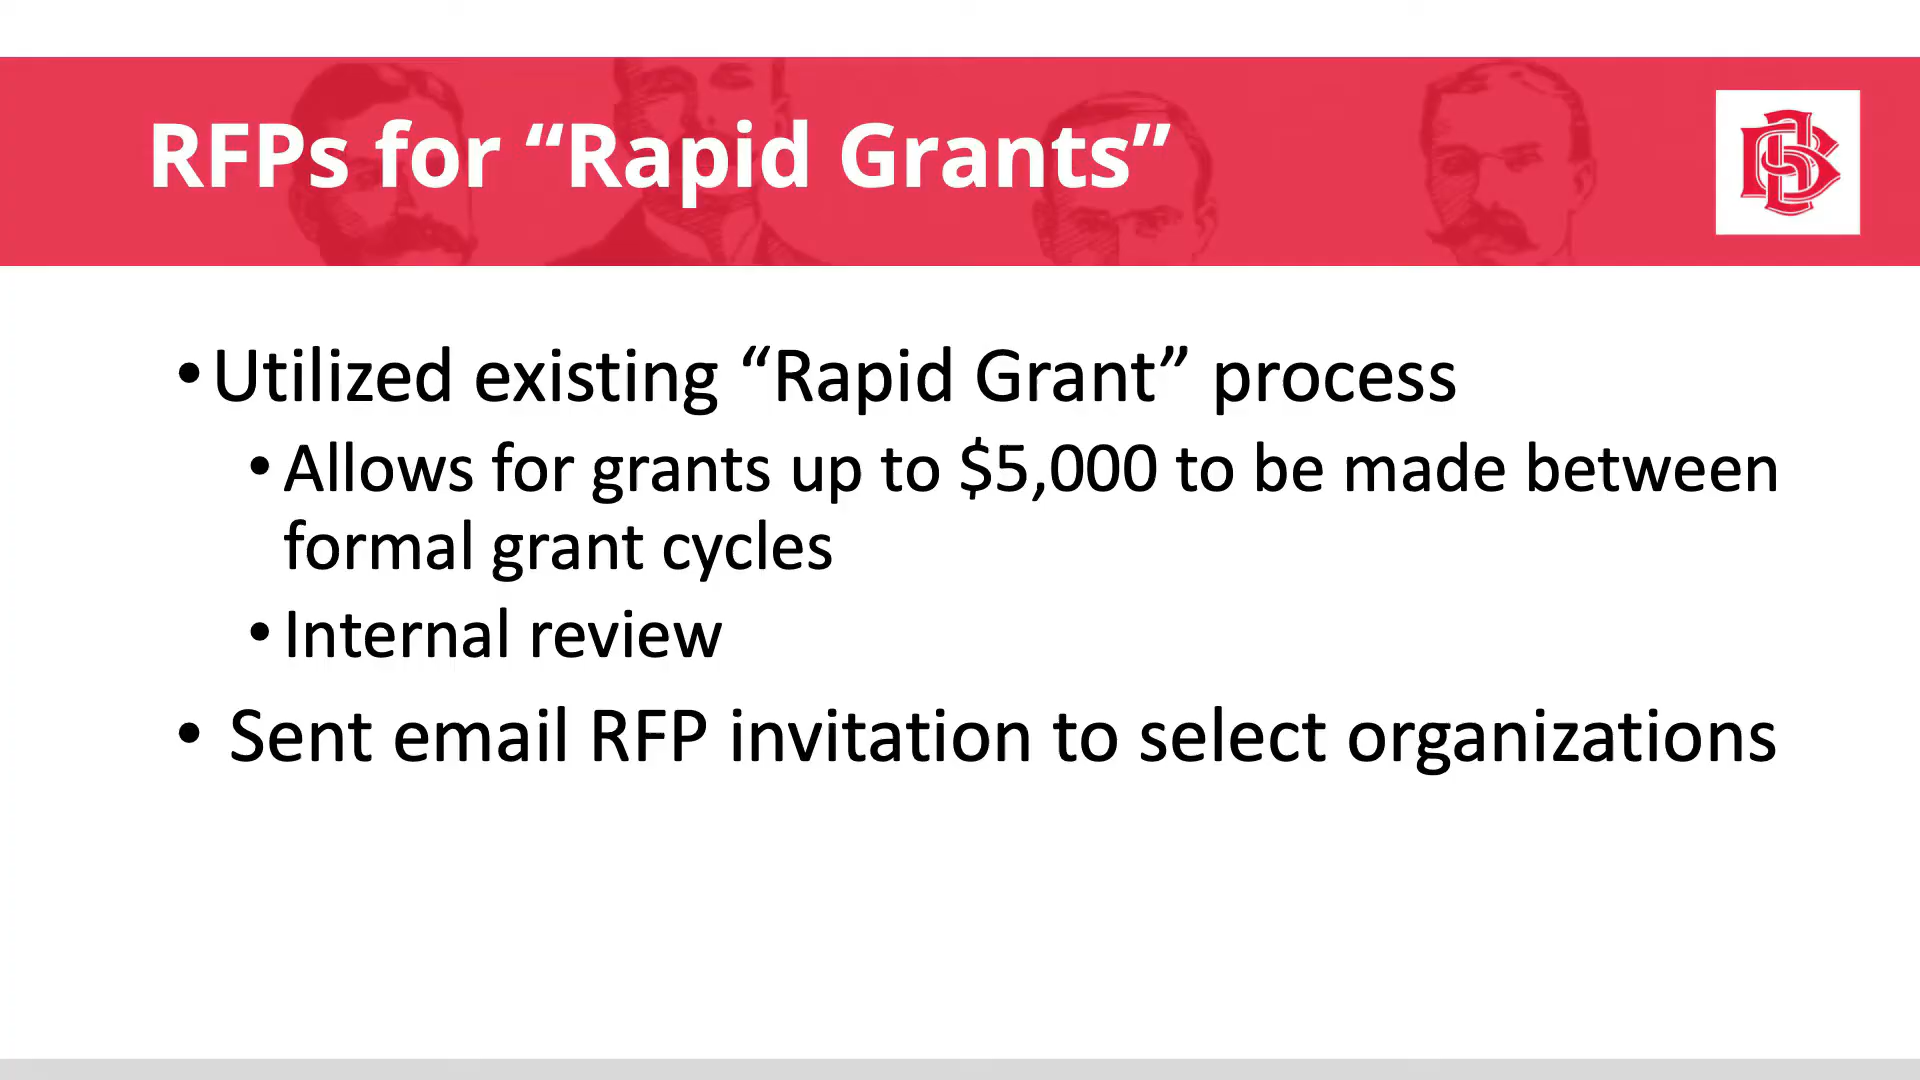 RFPs for “Rapid Grants”
•Utilized existing “Rapid Grant” process
•Allows for grants up to $5,000 to be made between
formal grant cycles
•Internal review
• Sent email RFP invitation to select organizations